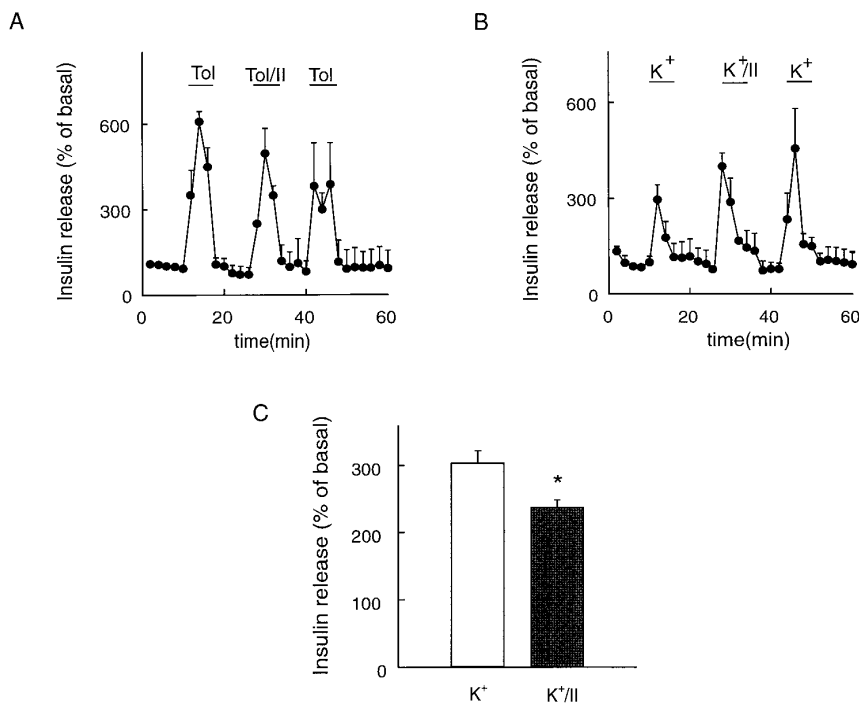 A
Tol
Tol/II
Tol
Insulin release (% of basal)
600
300
0
0
20
40
60
time(min)
B
K+
K+/II
K+
Insulin release (% of basal)
600
300
0
0
20
40
60
time(min)
C
Insulin release (% of basal)
300
200
100
0
*
K+
K+/II